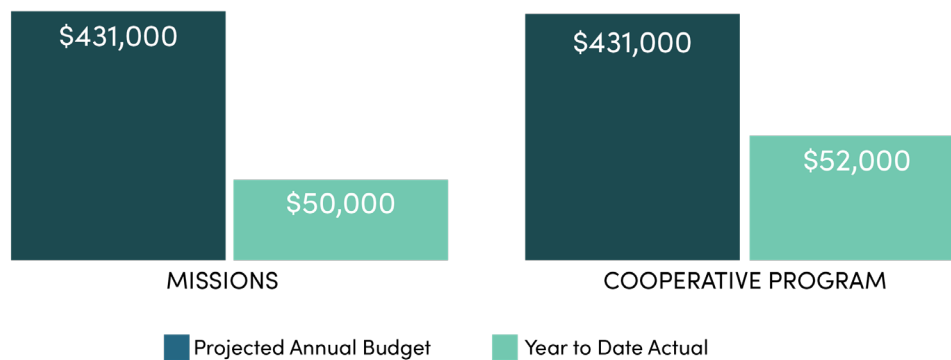 $431,000
$50,000
MISSIONS
$431,000
$52,000
COOPERATIVE PROGRAM
Projected Annual Budget
Year to Date Actual